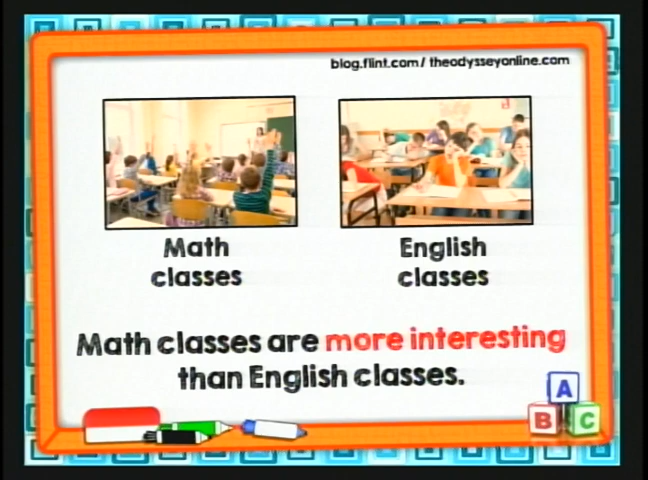 blog.flint.com/ theodysseyonline.com
Math
classes
English
classes
Math classes are more interesting
than English classes.
A
B C